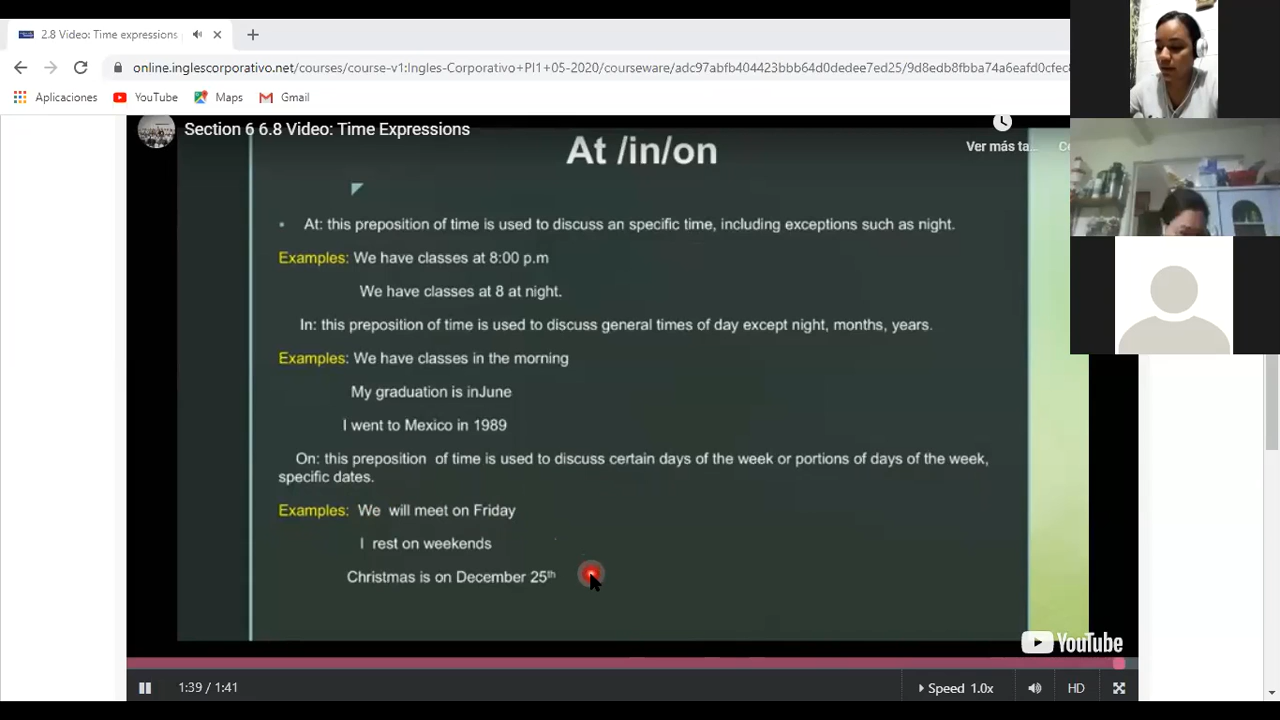 2.8 Video: Time expressions
online.inglescorporativo.net/courses/course-v1:Ingles-Corporativo+PI1+05-2020/courseware/adc97abfb404423bbb64d0dedee7ed25/9d8edb8fbba74a6eafd0cfec8
Aplicaciones YouTube Maps Gmail
Section 6 6.8 Video: Time Expressions
Ver más ta...
At /in/on
At: this preposition of time is used to discuss an specific time, including exceptions such as night.
Examples: We have classes at 8:00 p.m
We have classes at 8 at night.
In: this preposition of time is used to discuss general times of day except night, months, years.
Examples: We have classes in the morning
My graduation is inJune
I went to Mexico in 1989
On: this preposition of time is used to discuss certain days of the week or portions of days of the week,
specific dates.
Examples: We will meet on Friday
I rest on weekends
Christmas is on December 25th
YouTube
1:39 / 1:41
Speed 1.0x
HD